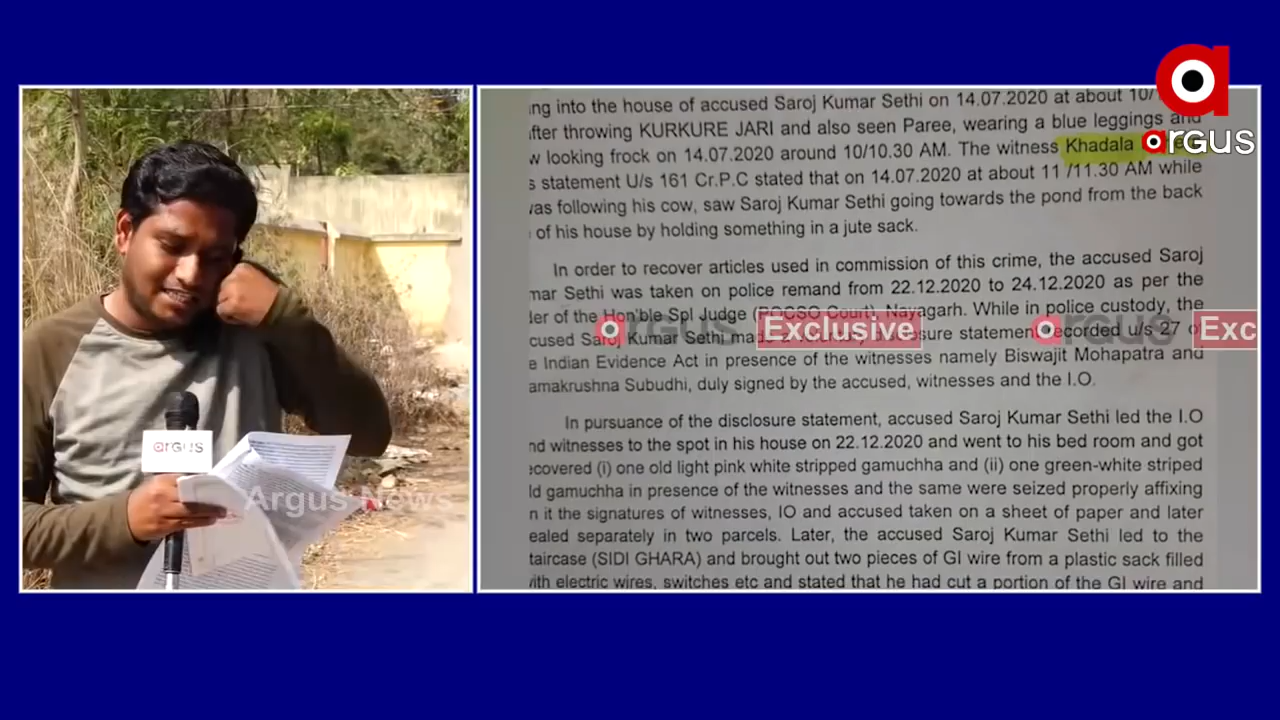 ing into the house of accused Saroj Kumar Sethi on 14.07.2020 at about 10/
after throwing KURKURE JARI and also seen Paree, wearing a blue leggings and
w looking frock on 14.07.2020 around 10/10.30 AM. The witness Khadala
s statement U/s 161 Cr.P.C stated that on 14.07.2020 at about 11 /11.30 AM while
was following his cow, saw Saroj Kumar Sethi going towards the pond from the back
of his house by holding something in a jute sack.
In order to recover articles used in commission of this crime, the accused Saroj
mar Sethi was taken on police remand from 22.12.2020 to 24.12.2020 as per the
der of the Hon'ble Spl Judge (POCSO Court), Nayagarh. While in police custody, the
cused Saroj Kumar Sethi made disclosure statement recorded u/s 27 of
e Indian Evidence Act in presence of the witnesses namely Biswajit Mohapatra and
amakrushna Subudhi, duly signed by the accused, witnesses and the I.O.
In pursuance of the disclosure statement, accused Saroj Kumar Sethi led the I.O
nd witnesses to the spot in his house on 22.12.2020 and went to his bed room and got
ecovered (i) one old light pink white stripped gamuchha and (ii) one green-white striped
ld gamuchha in presence of the witnesses and the same were seized properly affixing
n it the signatures of witnesses, IO and accused taken on a sheet of paper and later
ealed separately in two parcels. Later, the accused Saroj Kumar Sethi led to the
taircase (SIDI GHARA) and brought out two pieces of GI wire from a plastic sack filled
with electric wires, switches etc and stated that he had cut a portion of the GI wire and
argus
argus Exclusive
argus Exc
argus
Argus News